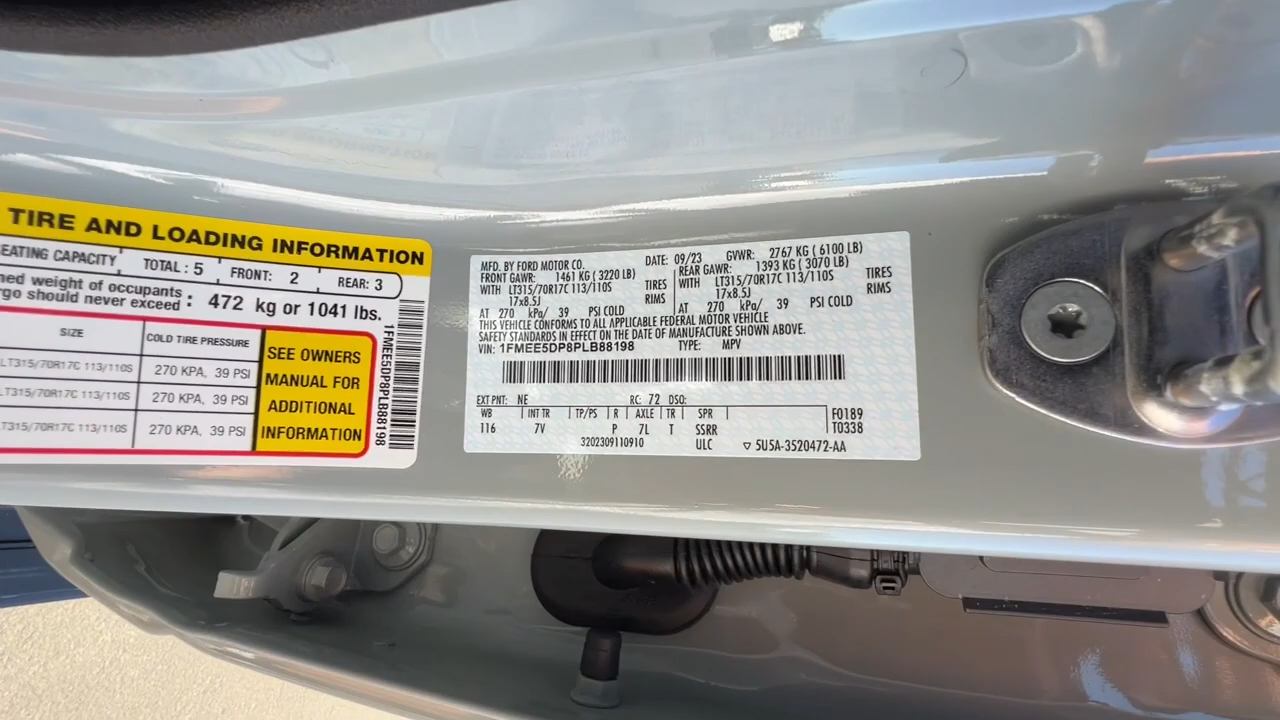 TIRE AND LOADING INFORMATION
SEATING CAPACITY TOTAL : 5 FRONT: 2 REAR: 3
weight of occupants
should never exceed : 472 kg or 1041 lbs.
SIZE COLD TIRE PRESSURE
LT315/70R17C 113/110S 270 KPA, 39 PSI
LT315/70R17C 113/110S 270 KPA, 39 PSI
LT315/70R17C 113/110S 270 KPA, 39 PSI
SEE OWNERS
MANUAL FOR
ADDITIONAL
INFORMATION
1FMEE5DP8PLB88198
MFD. BY FORD MOTOR CO. DATE: 09/23 GVWR: 2767 KG ( 6100 LB)
FRONT GAWR: 1461 KG ( 3220 LB) REAR GAWR: 1393 KG ( 3070 LB)
WITH LT315/70R17C 113/110S TIRES WITH LT315/70R17C 113/110S TIRES
17x8.5J RIMS 17x8.5J RIMS
AT 270 kPa/ 39 PSI COLD AT 270 kPa/ 39 PSI COLD
THIS VEHICLE CONFORMS TO ALL APPLICABLE FEDERAL MOTOR VEHICLE
SAFETY STANDARDS IN EFFECT ON THE DATE OF MANUFACTURE SHOWN ABOVE.
VIN: 1FMEE5DP8PLB88198 TYPE: MPV
EXT PNT: NE RC: 72 DSO:
WB INT TR TP/PS R AXLE TR SPR F0189
116 7V P 7L T SSRR T0338
3202309110910 ULC ▽ 5U5A-3520472-AA